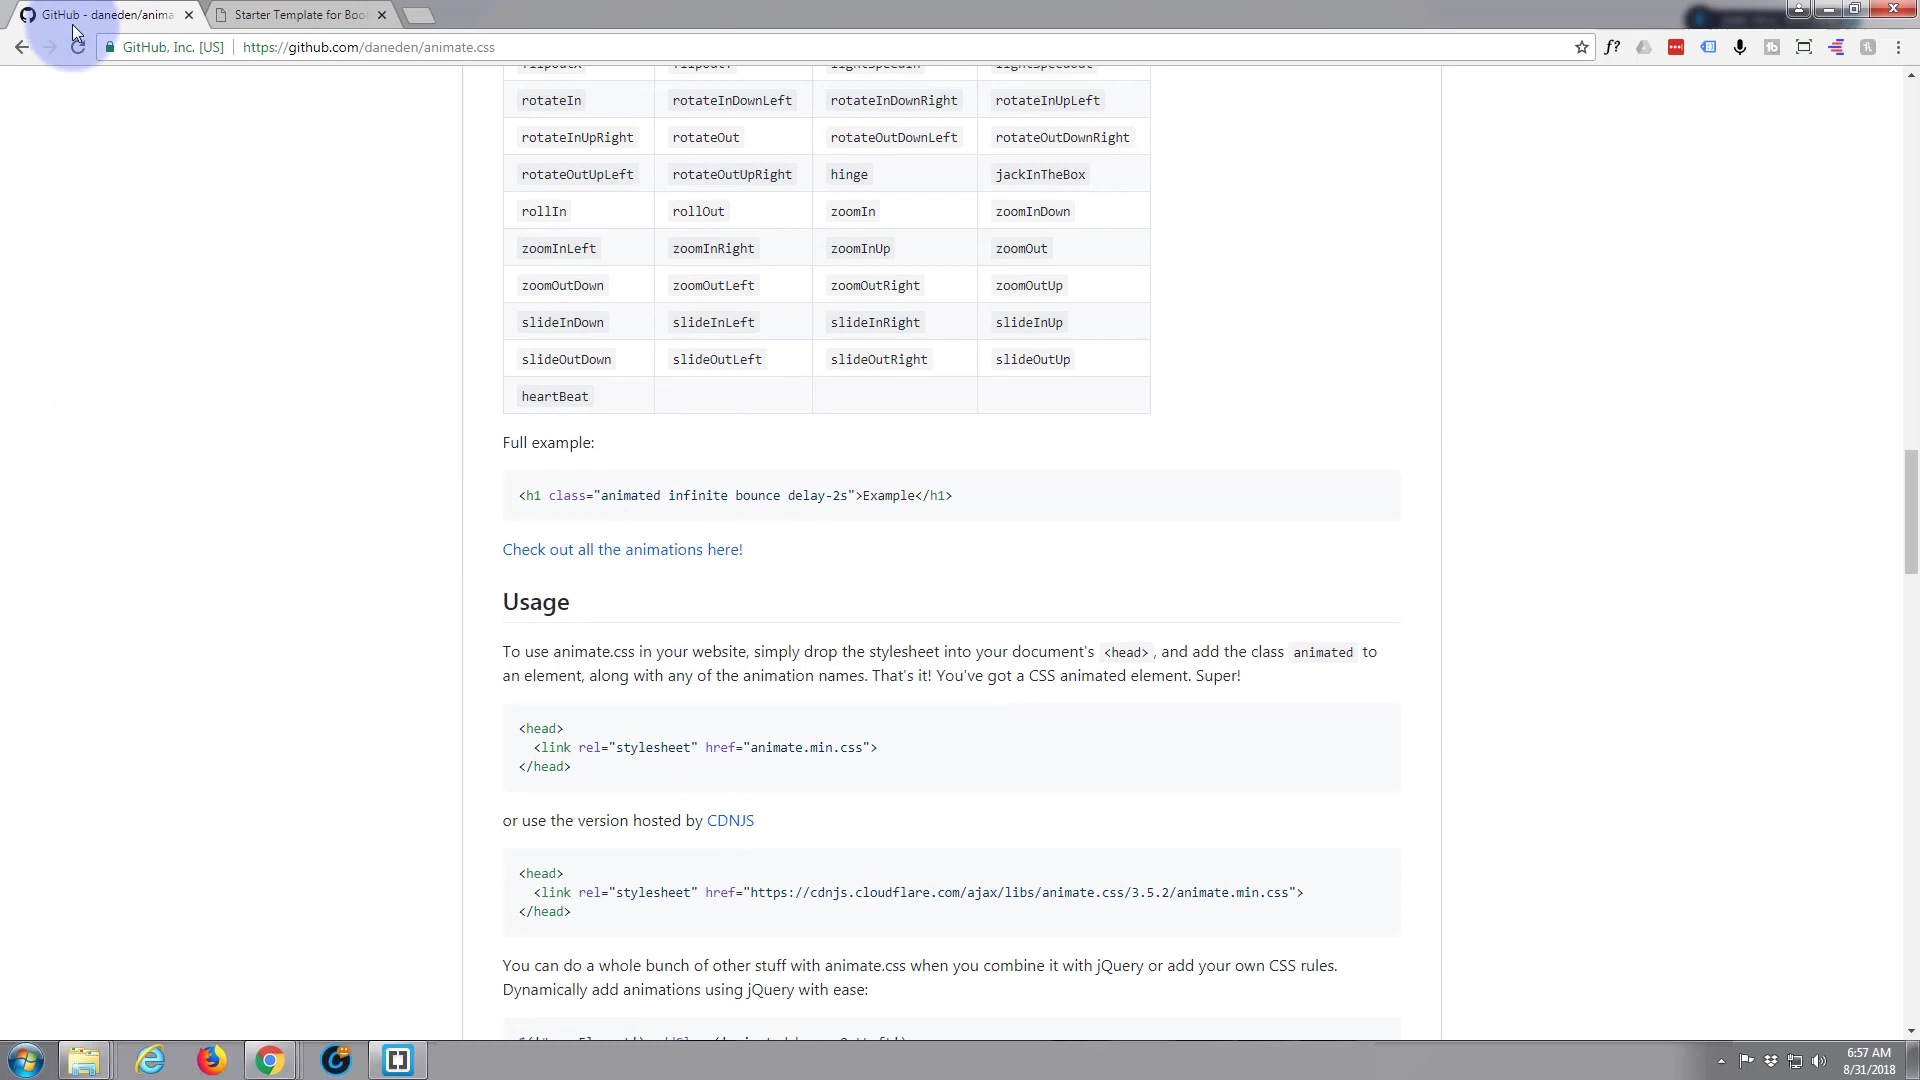 GitHub - daneden/anima
Starter Template for Boo
GitHub, Inc. [US]
https://github.com/daneden/animate.css
rotateIn rotateInDownLeft rotateInDownRight rotateInUpLeft
rotateInUpRight rotateOut rotateOutDownLeft rotateOutDownRight
rotateOutUpLeft rotateOutUpRight hinge jackInTheBox
rollIn rollOut zoomIn zoomInDown
zoomInLeft zoomInRight zoomInUp zoomOut
zoomOutDown zoomOutLeft zoomOutRight zoomOutUp
slideInDown slideInLeft slideInRight slideInUp
slideOutDown slideOutLeft slideOutRight slideOutUp
heartBeat
Full example:
<h1 class="animated infinite bounce delay-2s">Example</h1>
Check out all the animations here!
Usage
To use animate.css in your website, simply drop the stylesheet into your document's <head>, and add the class animated to
an element, along with any of the animation names. That's it! You've got a CSS animated element. Super!
<head>
<link rel="stylesheet" href="animate.min.css">
</head>
or use the version hosted by CDNJS
<head>
<link rel="stylesheet" href="https://cdnjs.cloudflare.com/ajax/libs/animate.css/3.5.2/animate.min.css">
</head>
You can do a whole bunch of other stuff with animate.css when you combine it with jQuery or add your own CSS rules.
Dynamically add animations using jQuery with ease:
6:57 AM
8/31/2018